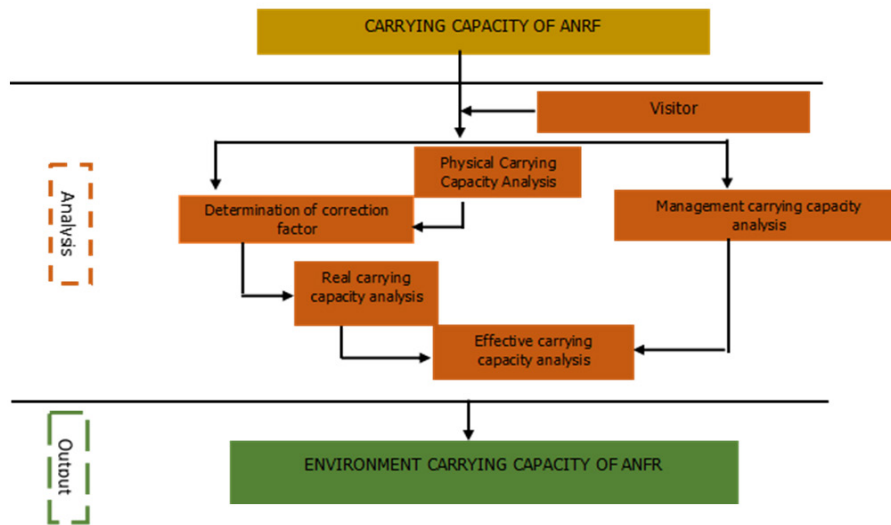 CARRYING CAPACITY OF ANRF
Visitor
Analysis
Physical Carrying
Capacity Analysis
Determination of correction
factor
Management carrying capacity
analysis
Real carrying
capacity analysis
Effective carrying
capacity analysis
Output
ENVIRONMENT CARRYING CAPACITY OF ANFR